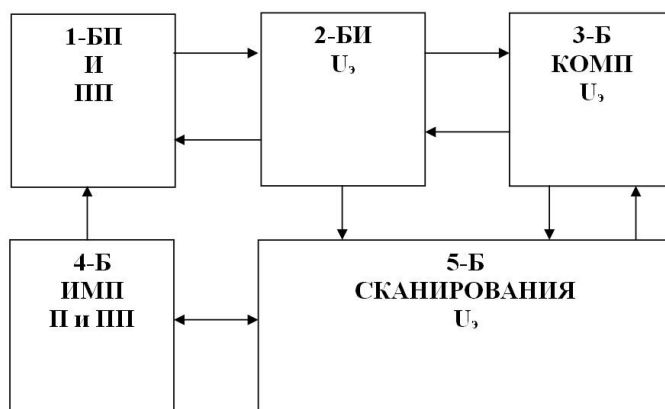 1-БП
И
ПП
2-БИ
Uэ
3-Б
КОМП
Uэ
4-Б
ИМП
П и ПП
5-Б
СКАНИРОВАНИЯ
Uэ